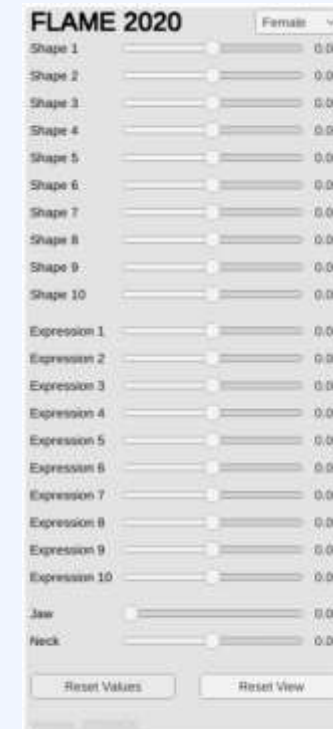 FLAME 2020 Female
Shape 1 0.0
Shape 2 0.0
Shape 3 0.0
Shape 4 0.0
Shape 5 0.0
Shape 6 0.0
Shape 7 0.0
Shape 8 0.0
Shape 9 0.0
Shape 10 0.0
Expression 1 0.0
Expression 2 0.0
Expression 3 0.0
Expression 4 0.0
Expression 5 0.0
Expression 6 0.0
Expression 7 0.0
Expression 8 0.0
Expression 9 0.0
Expression 10 0.0
Jaw 0.0
Neck 0.0
Reset Values Reset View